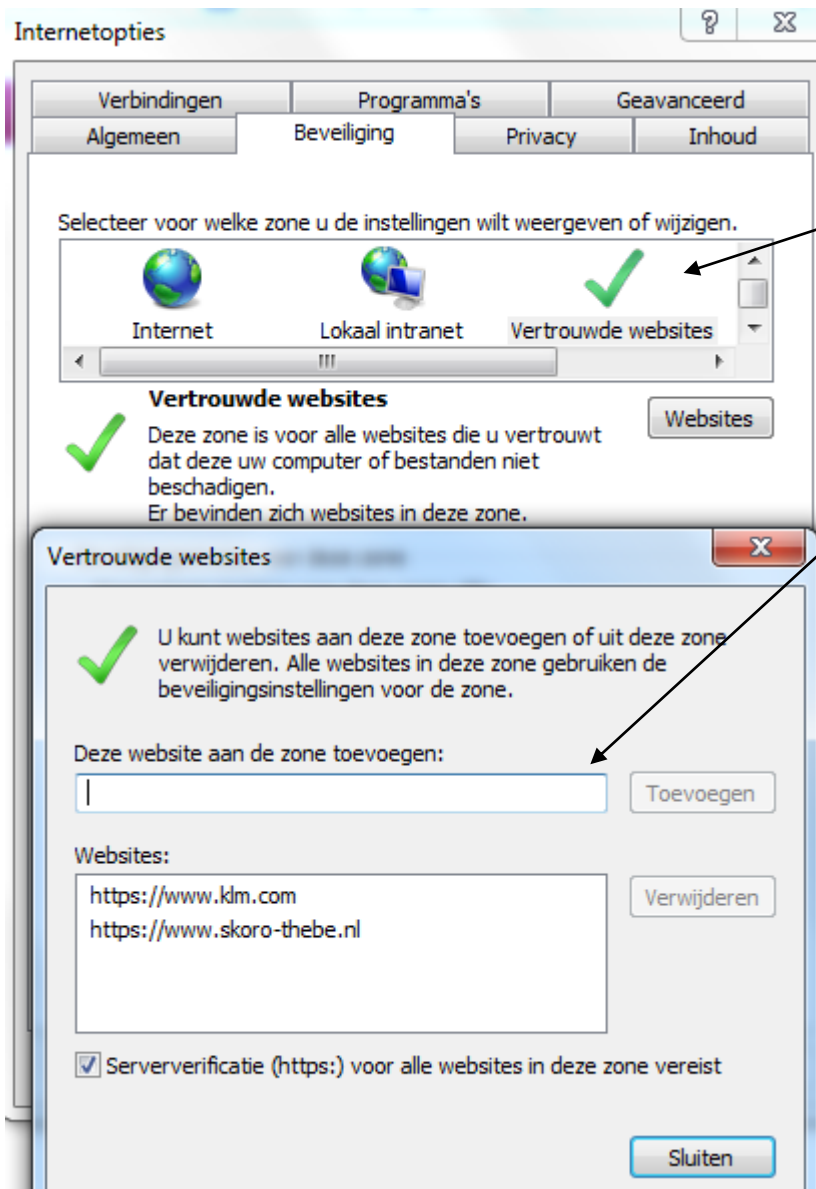 Internetopties
Verbindingen Programma's Geavanceerd
Algemeen Beveiliging Privacy Inhoud
Selecteer voor welke zone u de instellingen wilt weergeven of wijzigen.
Internet Lokaal intranet Vertrouwde websites
Vertrouwde websites
Websites
Deze zone is voor alle websites die u vertrouwt
dat deze uw computer of bestanden niet
beschadigen.
Er bevinden zich websites in deze zone.
Vertrouwde websites
U kunt websites aan deze zone toevoegen of uit deze zone
verwijderen. Alle websites in deze zone gebruiken de
beveiligingsinstellingen voor de zone.
Deze website aan de zone toevoegen:
Toevoegen
Websites:
https://www.klm.com
https://www.skoro-thebe.nl
Verwijderen
Serververificatie (https:) voor alle websites in deze zone vereist
Sluiten